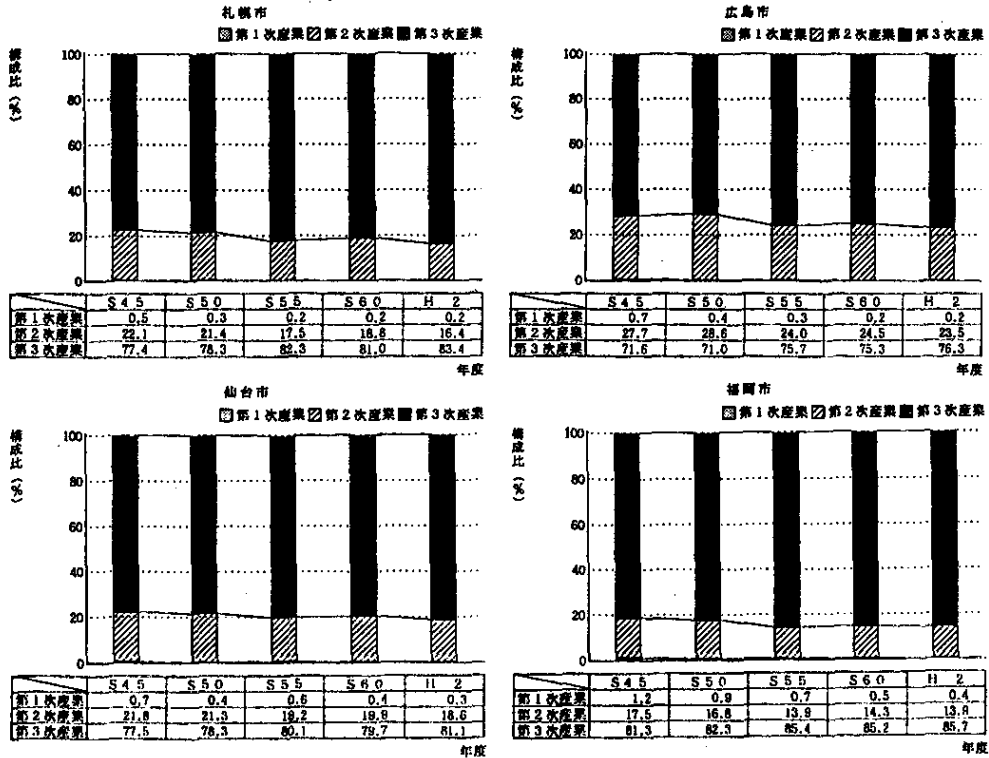 札幌市
第1次産業 第2次産業 第3次産業
構成比(%)
100
80
60
40
20
0
S45 S50 S55 S60 H2
第1次産業 0.5 0.3 0.2 0.2 0.2
第2次産業 22.1 21.4 17.5 18.8 16.4
第3次産業 77.4 78.3 82.3 81.0 83.4
年度
広島市
第1次産業 第2次産業 第3次産業
構成比(%)
100
80
60
40
20
0
S45 S50 S55 S60 H2
第1次産業 0.7 0.4 0.3 0.2 0.2
第2次産業 27.7 28.6 24.0 24.5 23.5
第3次産業 71.6 71.0 75.7 75.3 76.3
年度
仙台市
第1次産業 第2次産業 第3次産業
構成比(%)
100
80
60
40
20
0
S45 S50 S55 S60 H2
第1次産業 0.7 0.4 0.6 0.4 0.3
第2次産業 21.8 21.3 19.2 19.9 18.6
第3次産業 77.5 78.3 80.1 79.7 81.1
年度
福岡市
第1次産業 第2次産業 第3次産業
構成比(%)
100
80
60
40
20
0
S45 S50 S55 S60 H2
第1次産業 1.2 0.9 0.7 0.5 0.4
第2次産業 17.5 16.8 13.9 14.3 13.9
第3次産業 81.3 82.3 85.4 85.2 85.7
年度